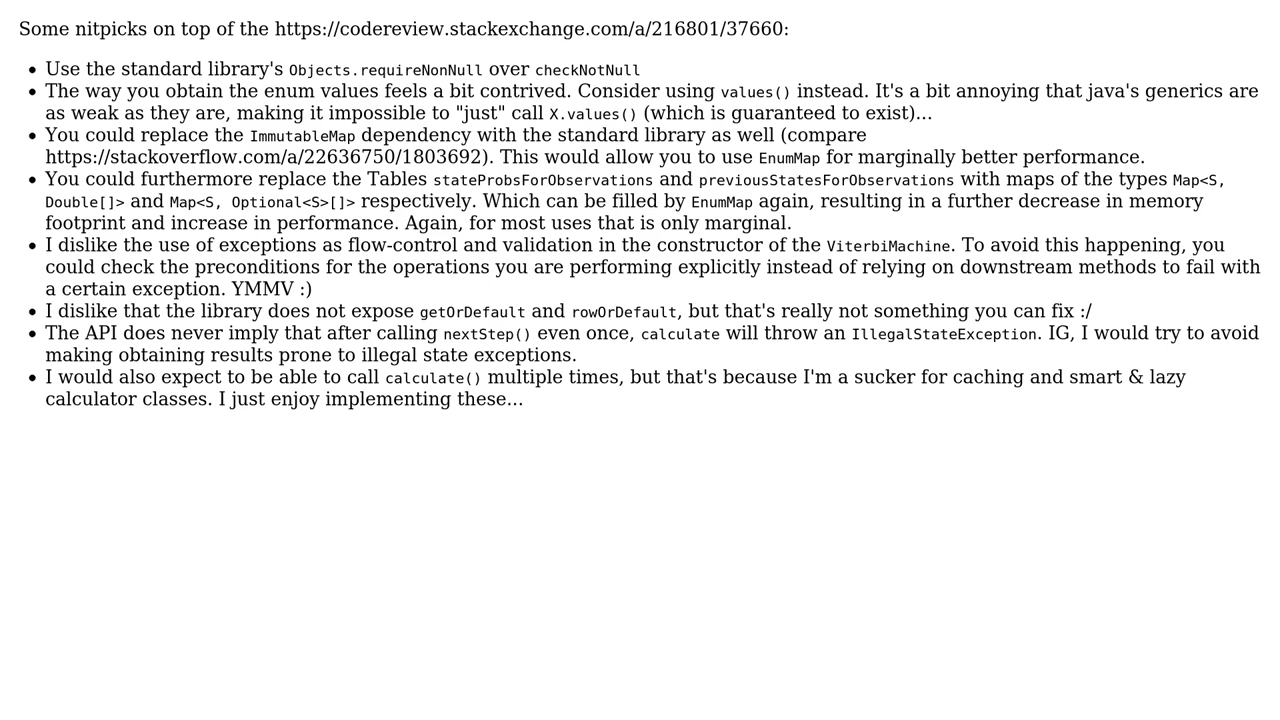 Some nitpicks on top of the https://codereview.stackexchange.com/a/216801/37660:
• Use the standard library's Objects.requireNonNull over checkNotNull
• The way you obtain the enum values feels a bit contrived. Consider using values() instead. It's a bit annoying that java's generics are
as weak as they are, making it impossible to "just" call X.values() (which is guaranteed to exist)...
• You could replace the ImmutableMap dependency with the standard library as well (compare
https://stackoverflow.com/a/22636750/1803692). This would allow you to use EnumMap for marginally better performance.
• You could furthermore replace the Tables stateProbsForObservations and previousStatesForObservations with maps of the types Map<S,
Double[]> and Map<S, Optional<S>[]> respectively. Which can be filled by EnumMap again, resulting in a further decrease in memory
footprint and increase in performance. Again, for most uses that is only marginal.
• I dislike the use of exceptions as flow-control and validation in the constructor of the ViterbiMachine. To avoid this happening, you
could check the preconditions for the operations you are performing explicitly instead of relying on downstream methods to fail with
a certain exception. YMMV :)
• I dislike that the library does not expose getOrDefault and rowOrDefault, but that's really not something you can fix :/
• The API does never imply that after calling nextStep() even once, calculate will throw an IllegalStateException. IG, I would try to avoid
making obtaining results prone to illegal state exceptions.
• I would also expect to be able to call calculate() multiple times, but that's because I'm a sucker for caching and smart & lazy
calculator classes. I just enjoy implementing these...